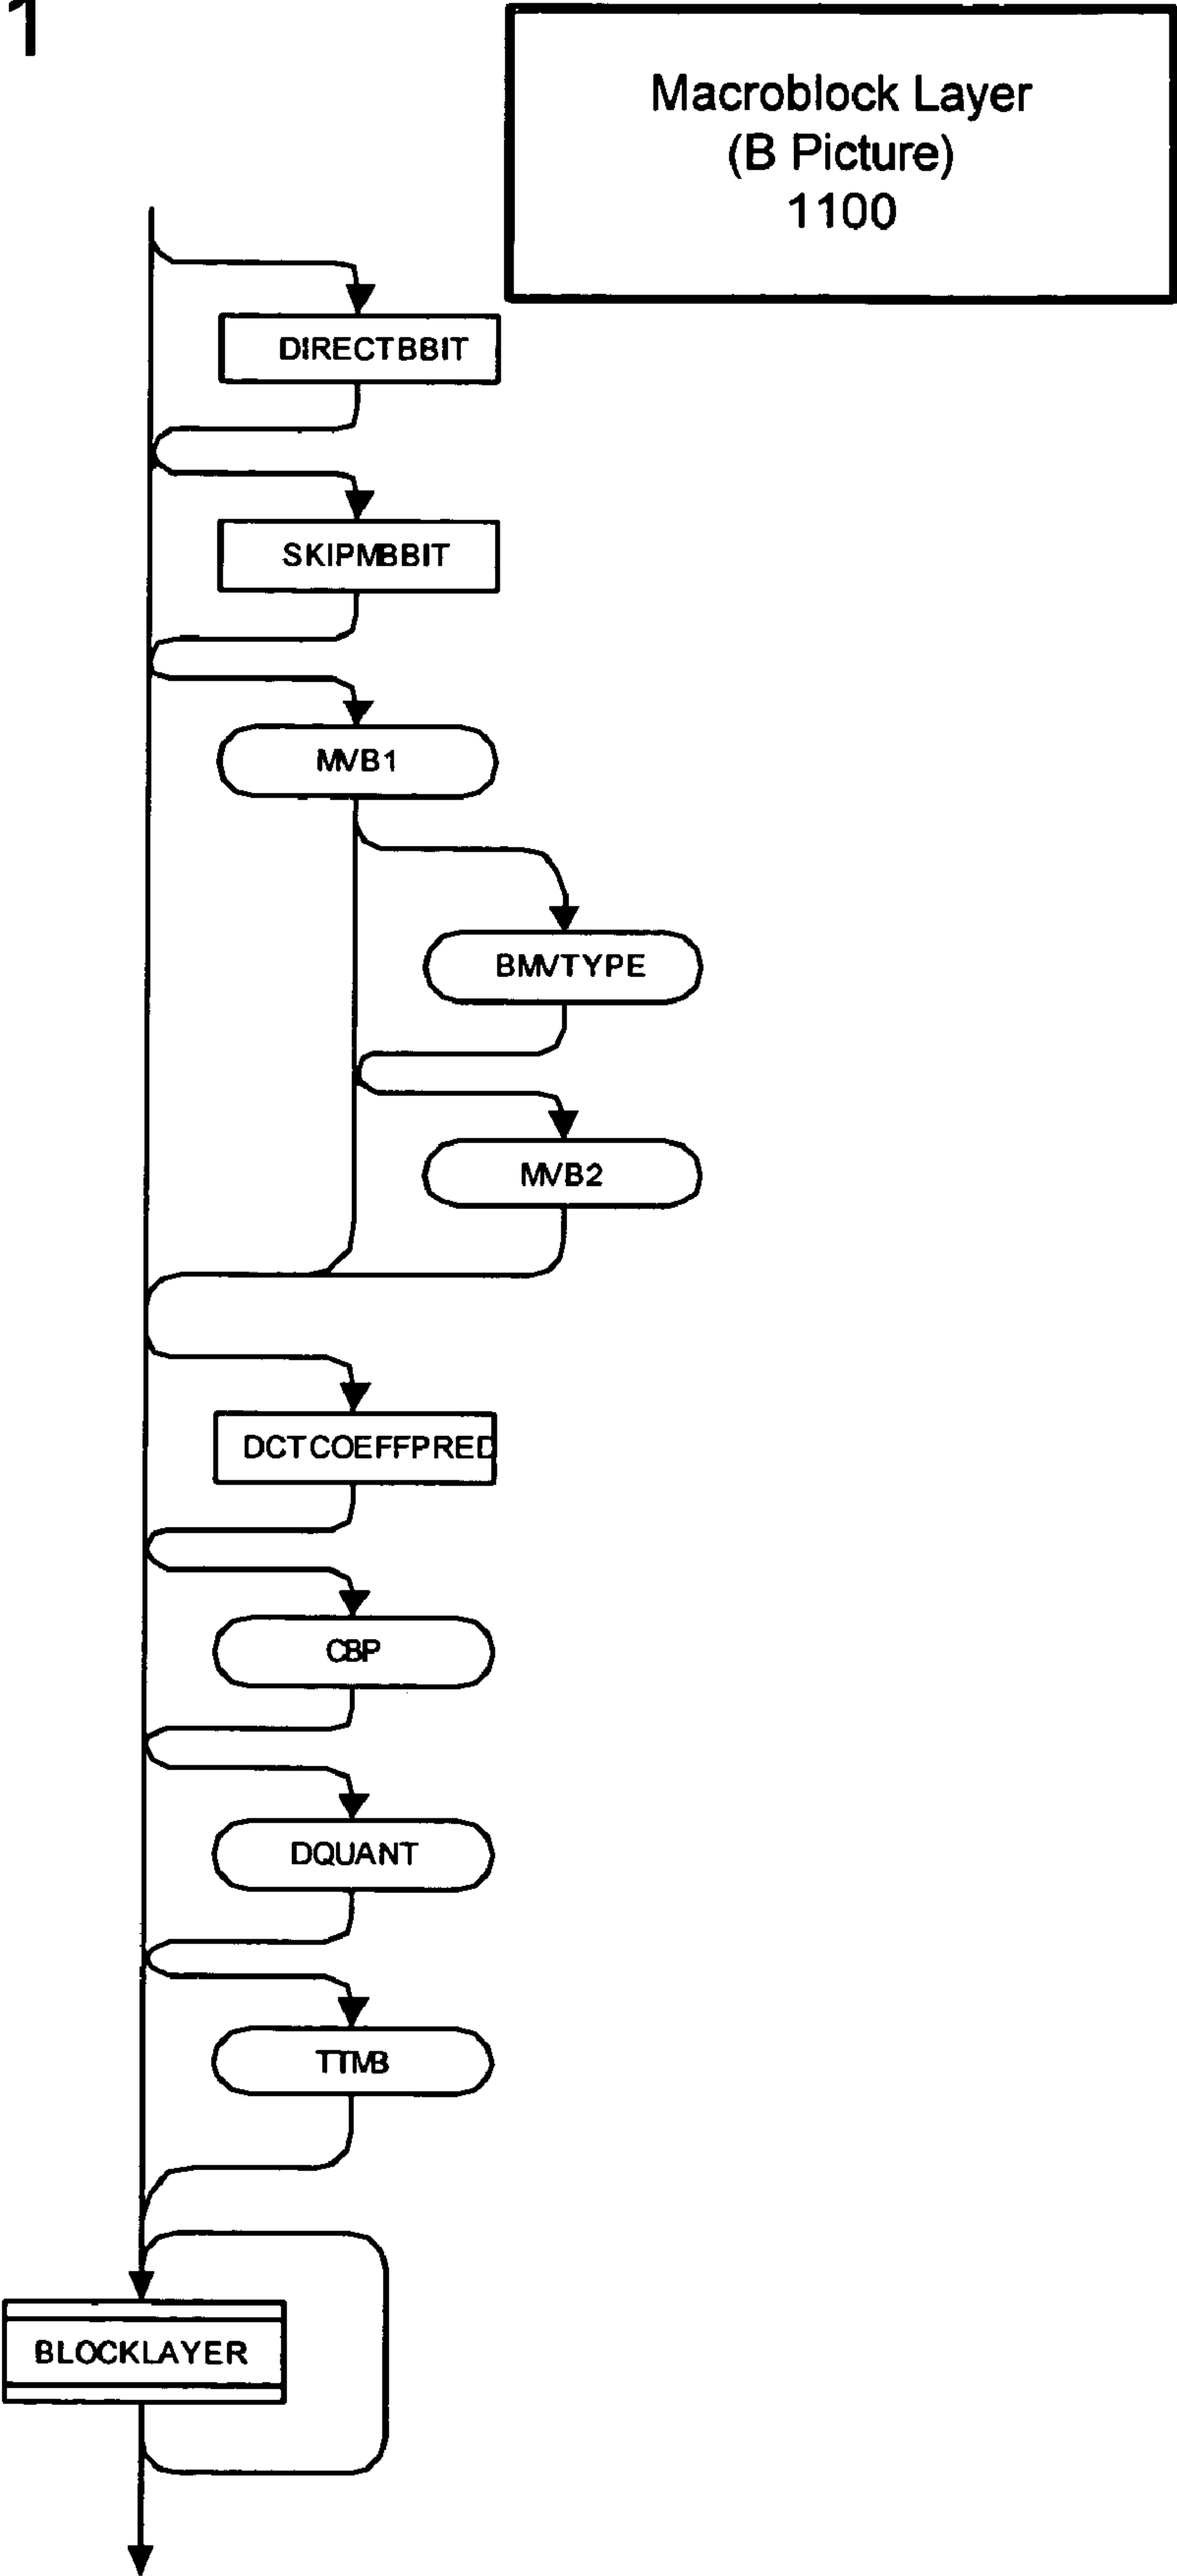 1
Macroblock Layer
(B Picture)
1100
DIRECTBBIT
SKIPMBBIT
MVB1
BMVTYPE
MVB2
DCTCOEFFPRED
CBP
DQUANT
TTMB
BLOCKLAYER